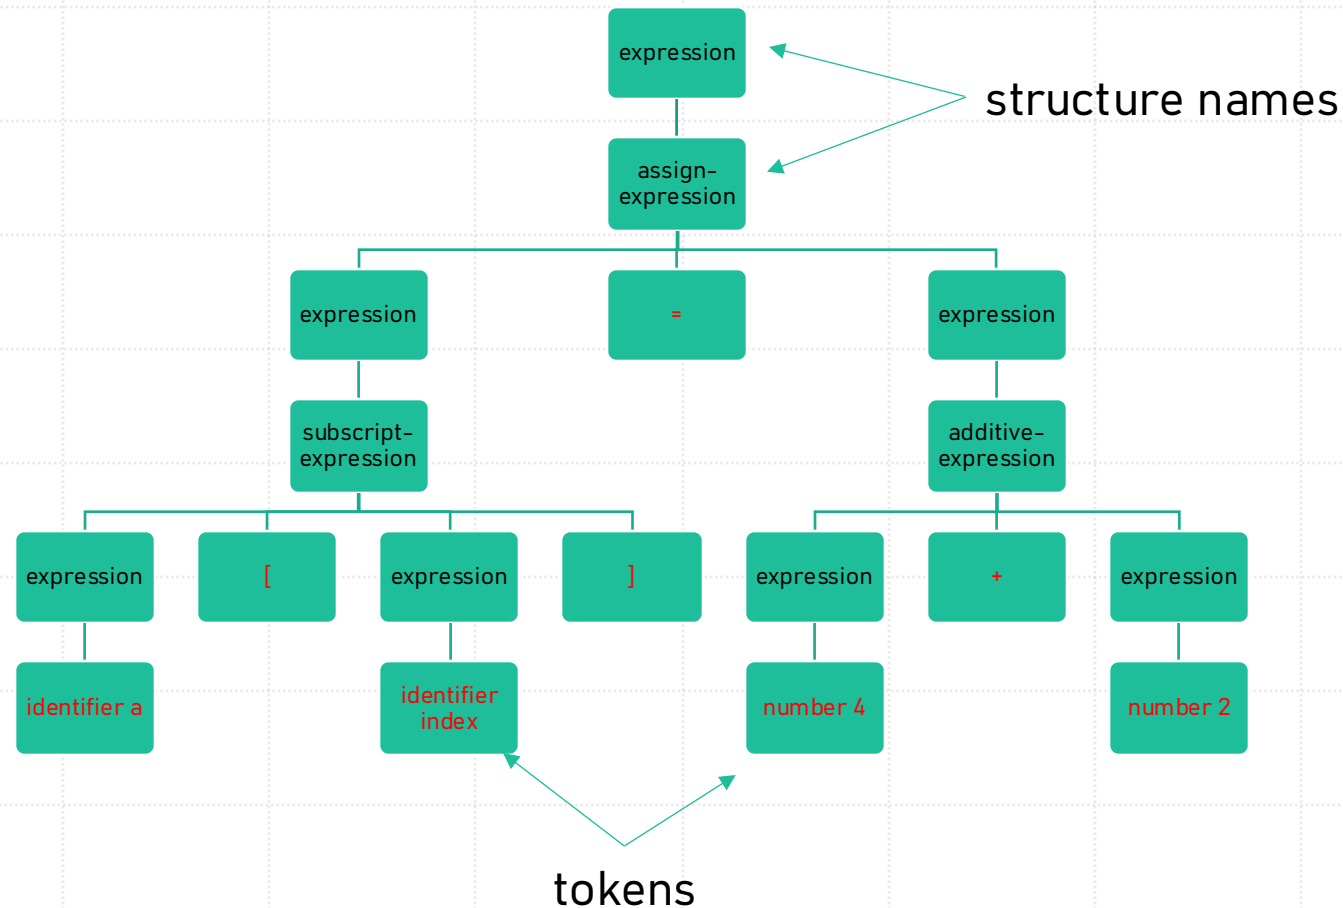 expression
structure names
assign-
expression
expression
=
expression
subscript-
expression
additive-
expression
expression
[
expression
]
expression
+
expression
identifier a
identifier
index
number 4
number 2
tokens